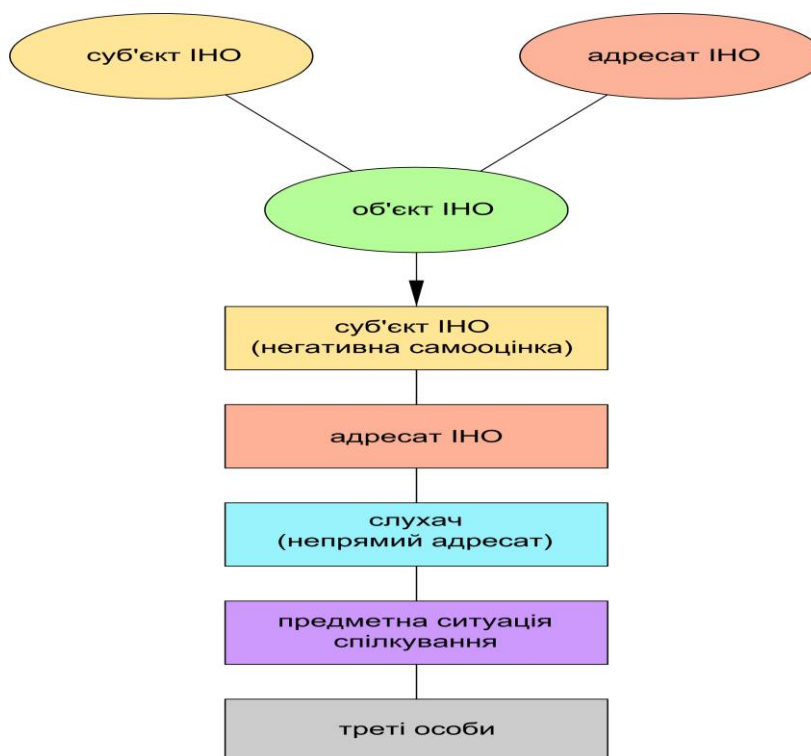 суб'єкт ІНО
адресат ІНО
об'єкт ІНО
суб'єкт ІНО
(негативна самооцінка)
адресат ІНО
слухач
(непрямий адресат)
предметна ситуація
спілкування
треті особи